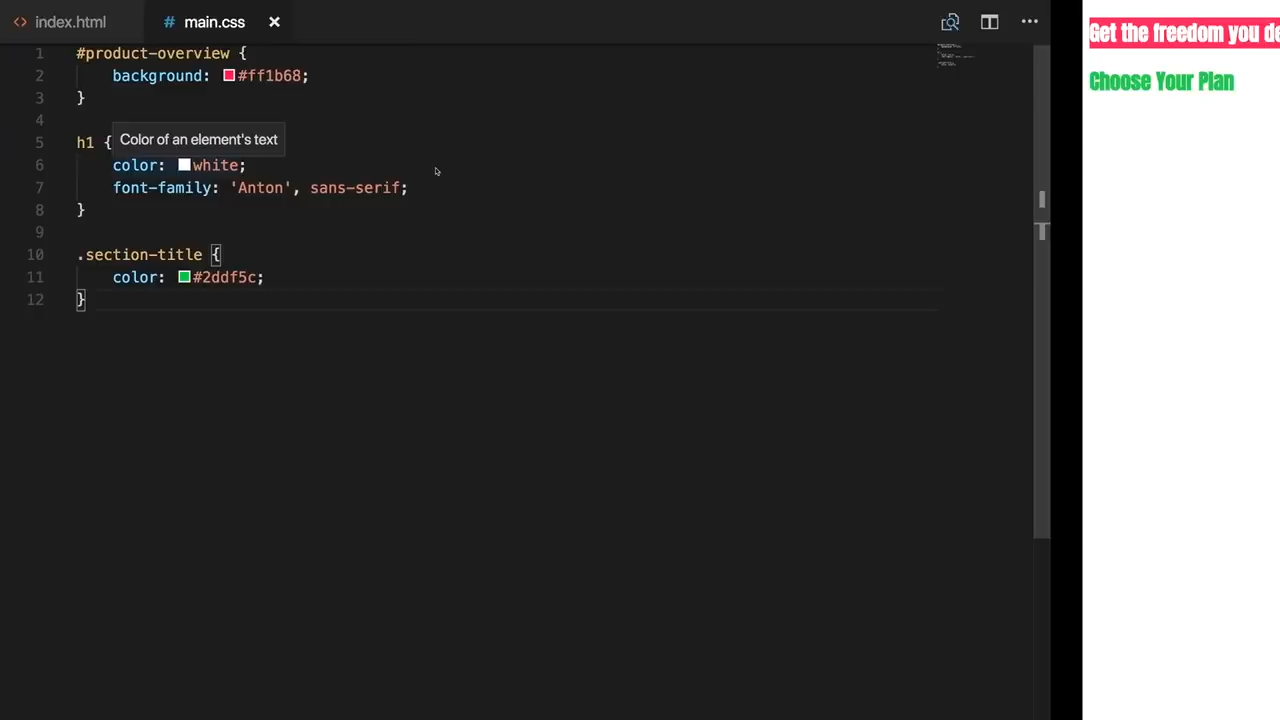 index.html
main.css
1 #product-overview {
2 background: #ff1b68;
3 }
4
5 h1 {
Color of an element's text
6 color: white;
7 font-family: 'Anton', sans-serif;
8 }
9
10 .section-title {
11 color: #2ddf5c;
12 }
Get the freedom you de
Choose Your Plan